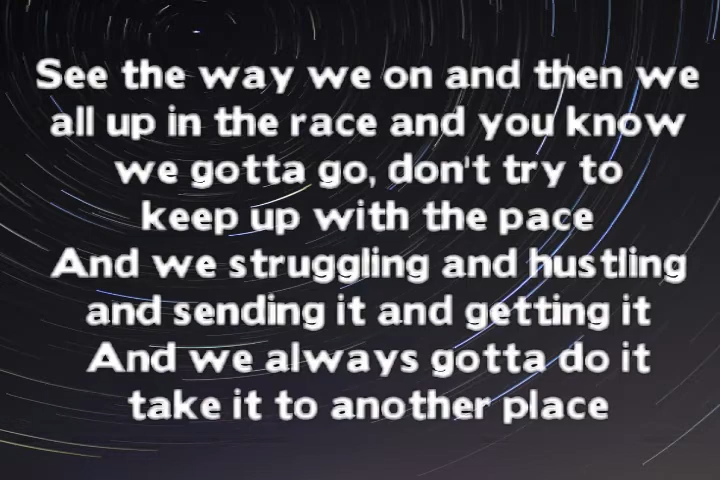 See the way we on and then we
all up in the race and you know
we gotta go, don't try to
keep up with the pace
And we struggling and hustling
and sending it and getting it
And we always gotta do it
take it to another place